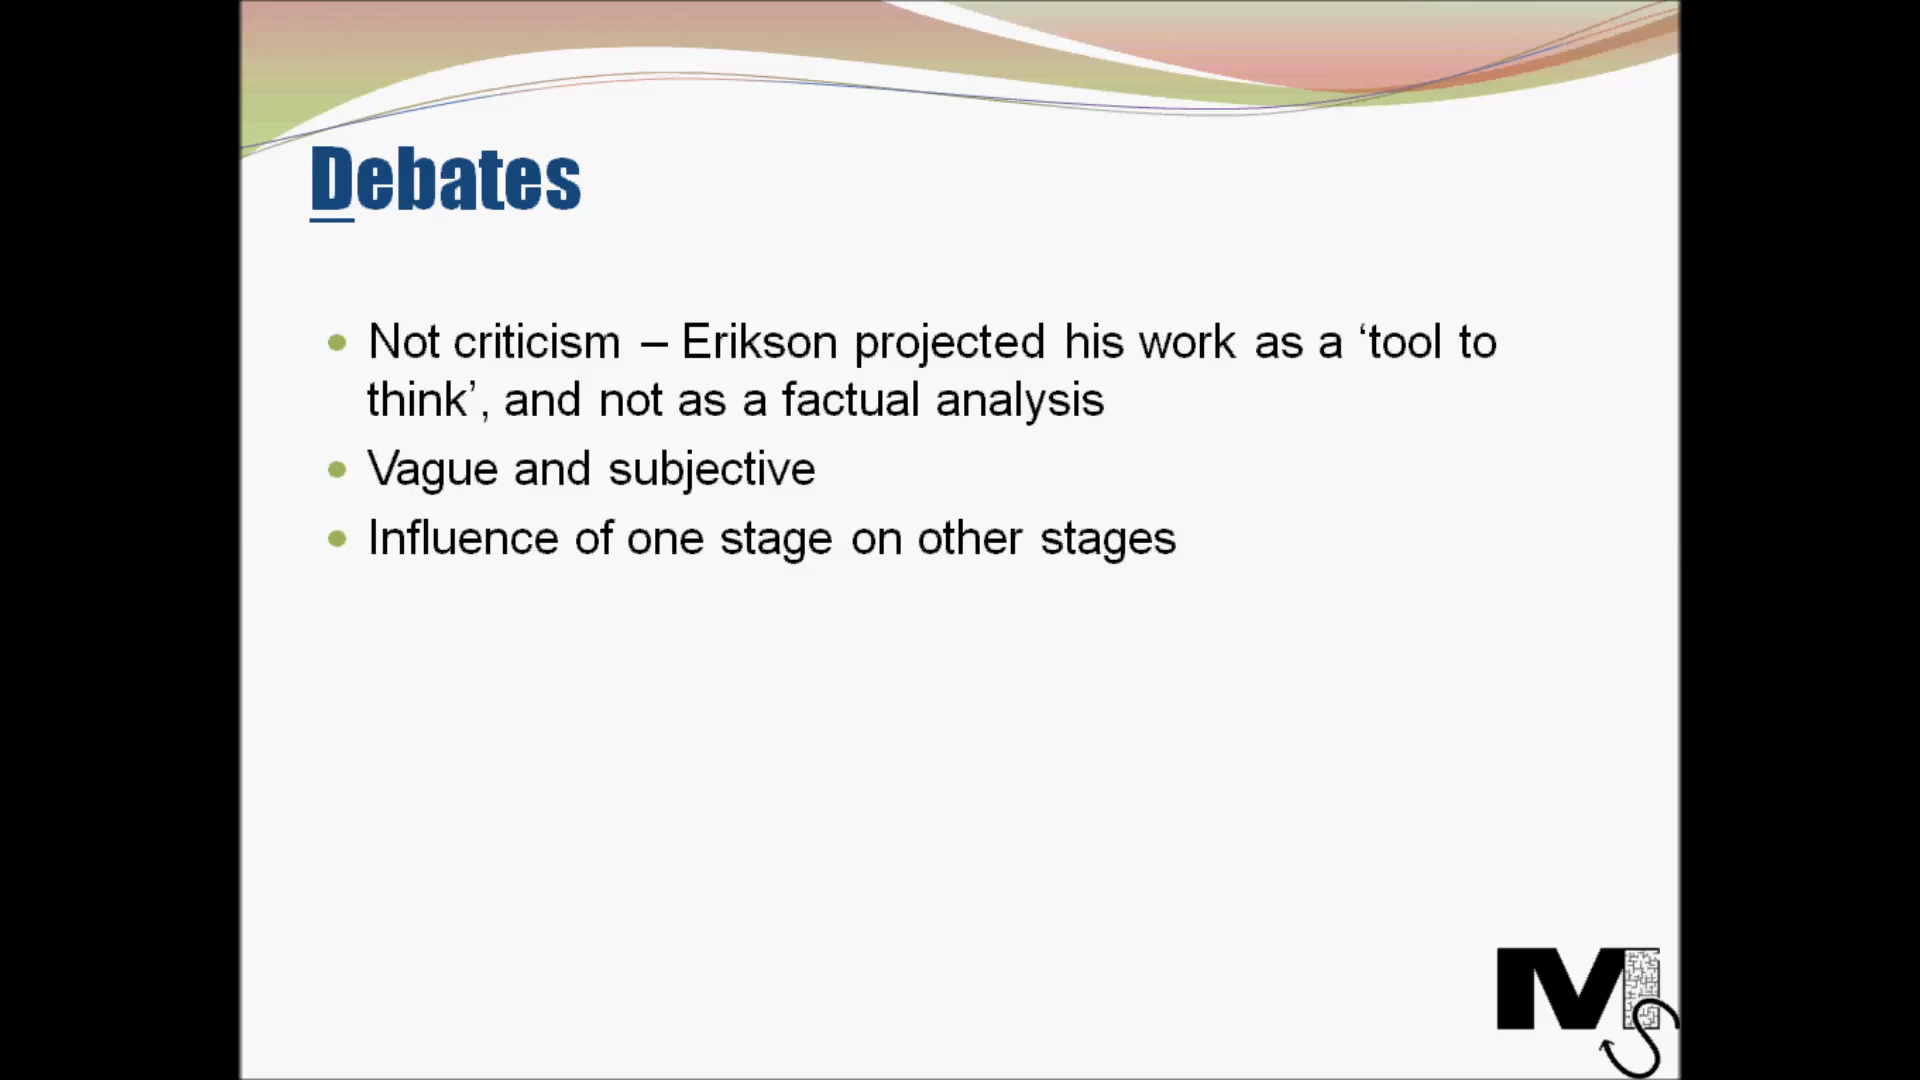 Debates
Not criticism – Erikson projected his work as a ‘tool to
think’, and not as a factual analysis
Vague and subjective
Influence of one stage on other stages
MS